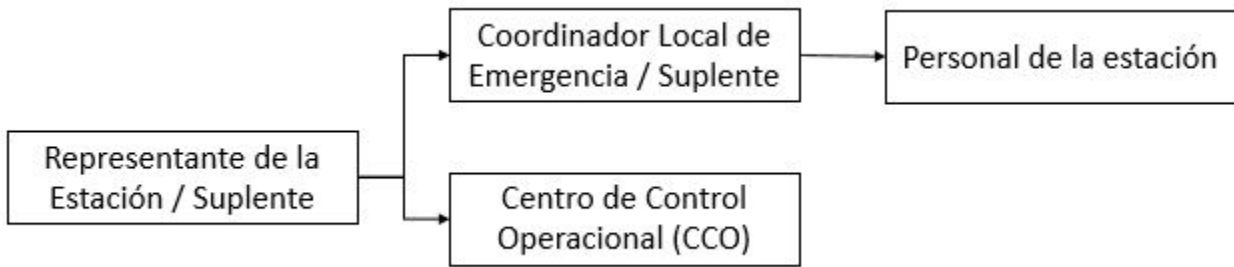 Coordinador Local de
Emergencia / Suplente
Personal de la estación
Representante de la
Estación / Suplente
Centro de Control
Operacional (CCO)